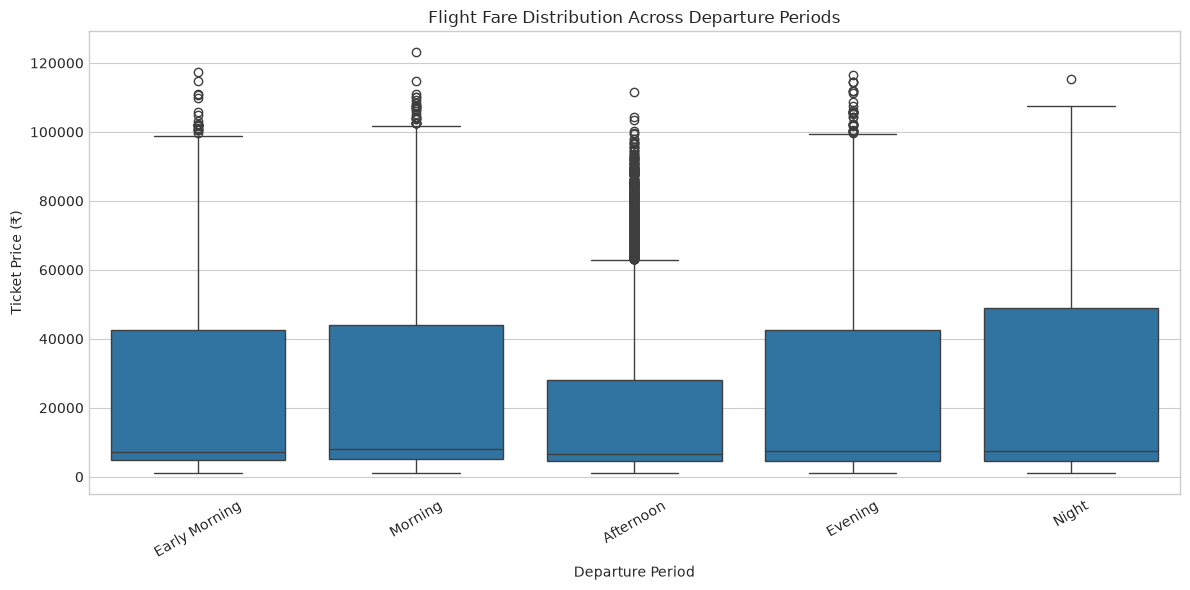 Flight Fare Distribution Across Departure Periods
Ticket Price (₹)
120000
100000
80000
60000
40000
20000
0
Early Morning
Morning
Afternoon
Evening
Night
Departure Period